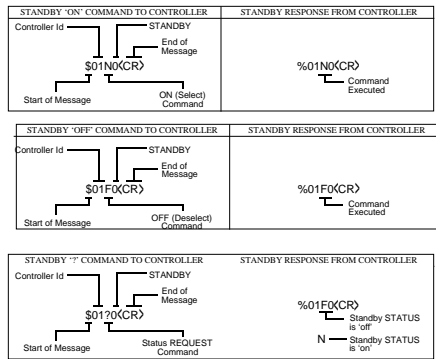 STANDBY 'ON' COMMAND TO CONTROLLER
STANDBY RESPONSE FROM CONTROLLER
Controller Id
STANDBY
End of
Message
$01N0(CR)
%01N0(CR)
Command
Executed
Start of Message
ON (Select)
Command
STANDBY 'OFF' COMMAND TO CONTROLLER
STANDBY RESPONSE FROM CONTROLLER
Controller Id
STANDBY
End of
Message
$01F0(CR)
%01F0(CR)
Command
Executed
Start of Message
OFF (Deselect)
Command
STANDBY '?' COMMAND TO CONTROLLER
STANDBY RESPONSE FROM CONTROLLER
Controller Id
STANDBY
End of
Message
$01?0(CR)
%01F0(CR)
Standby STATUS
is 'off'
Start of Message
Status REQUEST
Command
N
Standby STATUS
is 'on'